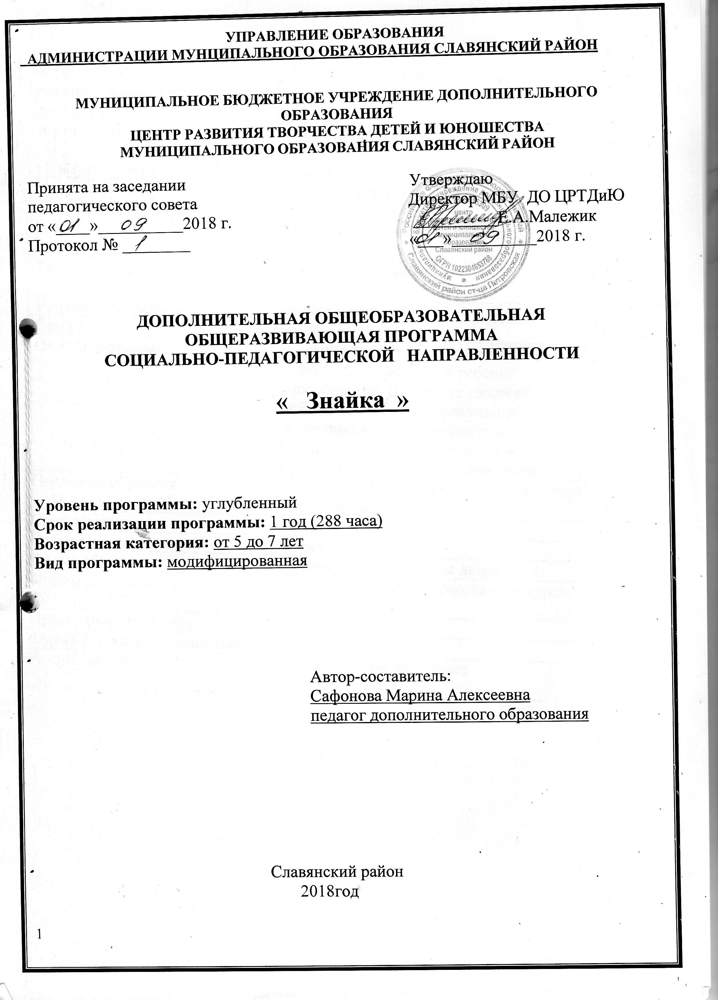 УПРАВЛЕНИЕ ОБРАЗОВАНИЯ
АДМИНИСТРАЦИИ МУНЦИПАЛЬНОГО ОБРАЗОВАНИЯ СЛАВЯНСКИЙ РАЙОН
МУНИЦИПАЛЬНОЕ БЮДЖЕТНОЕ УЧРЕЖДЕНИЕ ДОПОЛНИТЕЛЬНОГО
ОБРАЗОВАНИЯ
ЦЕНТР РАЗВИТИЯ ТВОРЧЕСТВА ДЕТЕЙ И ЮНОШЕСТВА
МУНИЦИПАЛЬНОГО ОБРАЗОВАНИЯ СЛАВЯНСКИЙ РАЙОН
Принята на заседании
педагогического совета
от «01» 09 2018 г.
Протокол № 1
Утверждаю
Директор МБУ ДО ЦРТДиЮ
Е.А.Малежик
«01» 09 2018 г.
центр
развития творчества
детей и юношества
муниципального
образования
Славянский район
ОГРН 1022304653788
Славянский район ст-ца Петровская
ДОПОЛНИТЕЛЬНАЯ ОБЩЕОБРАЗОВАТЕЛЬНАЯ
ОБЩЕРАЗВИВАЮЩАЯ ПРОГРАММА
СОЦИАЛЬНО-ПЕДАГОГИЧЕСКОЙ НАПРАВЛЕННОСТИ
« Знайка »
Уровень программы: углубленный
Срок реализации программы: 1 год (288 часа)
Возрастная категория: от 5 до 7 лет
Вид программы: модифицированная
Автор-составитель:
Сафонова Марина Алексеевна
педагог дополнительного образования
Славянский район
2018год
1